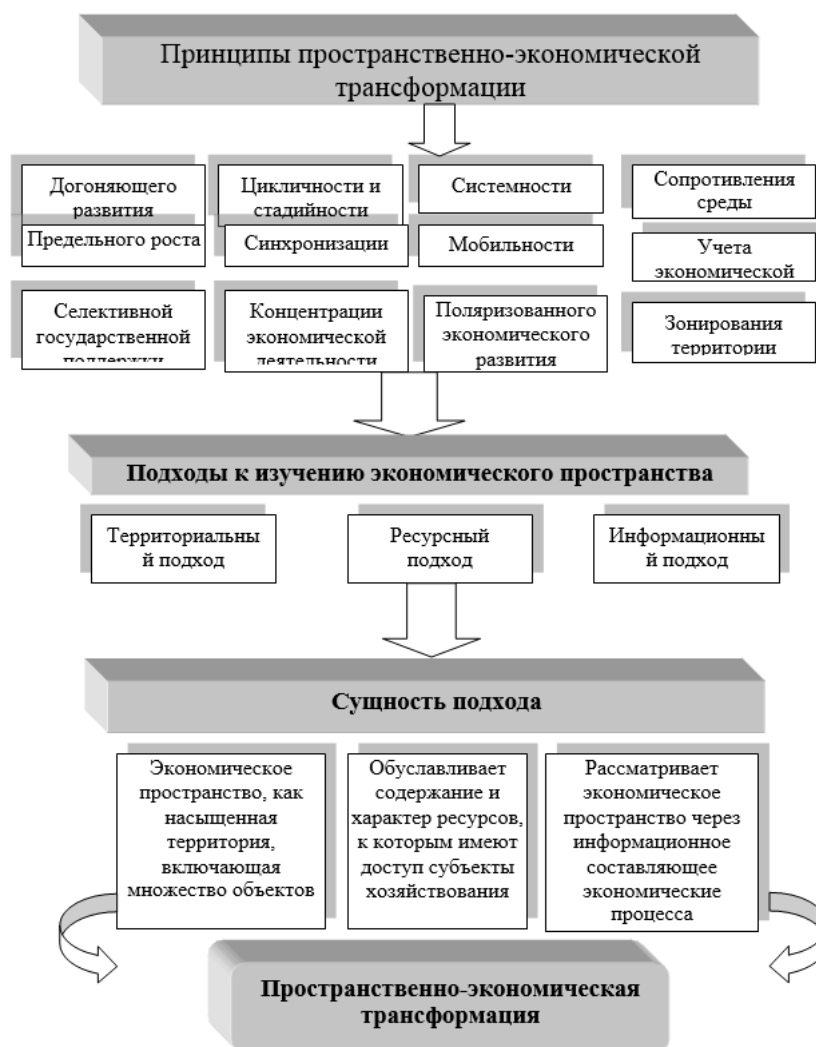 Принципы пространственно-экономической
трансформации
Догоняющего
развития
Цикличности и
стадийности
Системности
Сопротивления
среды
Предельного роста
Синхронизации
Мобильности
Учета
экономической
Селективной
государственной
поддержки
Концентрации
экономической
деятельности
Поляризованного
экономического
развития
Зонирования
территории
Подходы к изучению экономического пространства
Территориальны
й подход
Ресурсный
подход
Информационны
й подход
Сущность подхода
Экономическое
пространство, как
насыщенная
территория,
включающая
множество объектов
Обуславливает
содержание и
характер ресурсов,
к которым имеют
доступ субъекты
хозяйствования
Рассматривает
экономическое
пространство через
информационное
составляющее
экономические
процесса
Пространственно-экономическая
трансформация